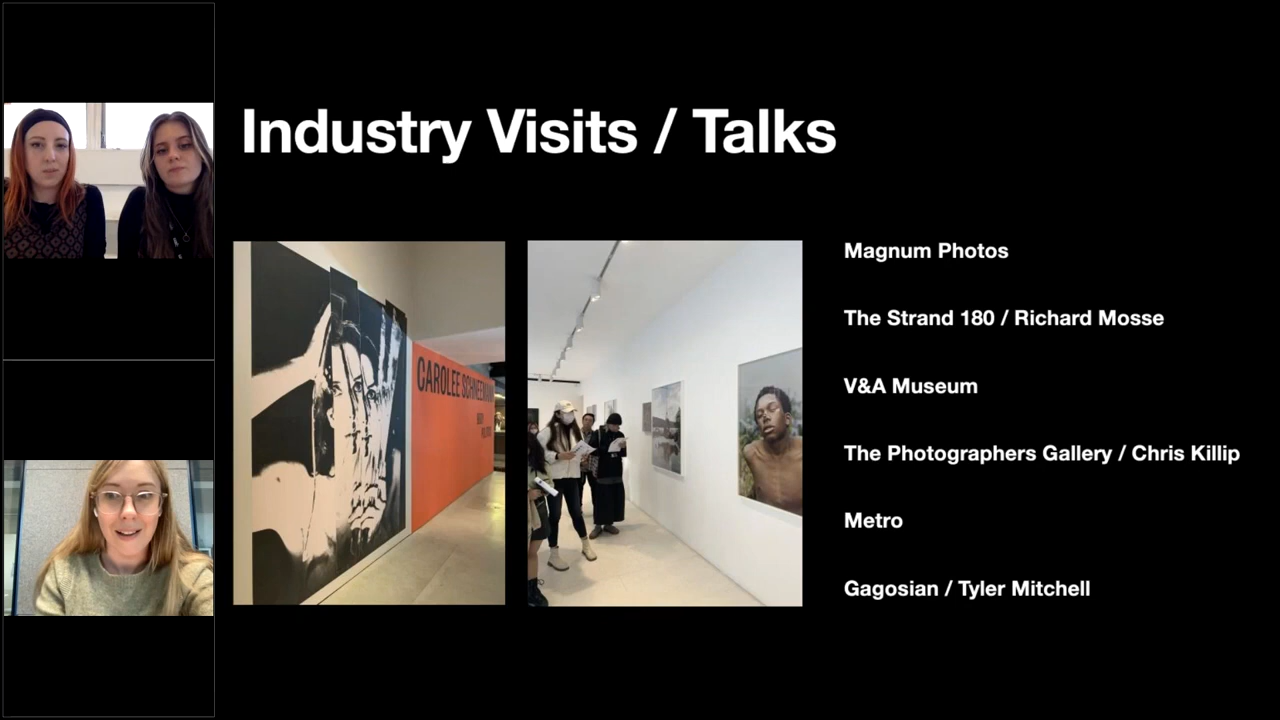 Industry Visits / Talks
CAROLEE SCHNEEMANN
Magnum Photos
The Strand 180 / Richard Mosse
V&A Museum
The Photographers Gallery / Chris Killip
Metro
Gagosian / Tyler Mitchell